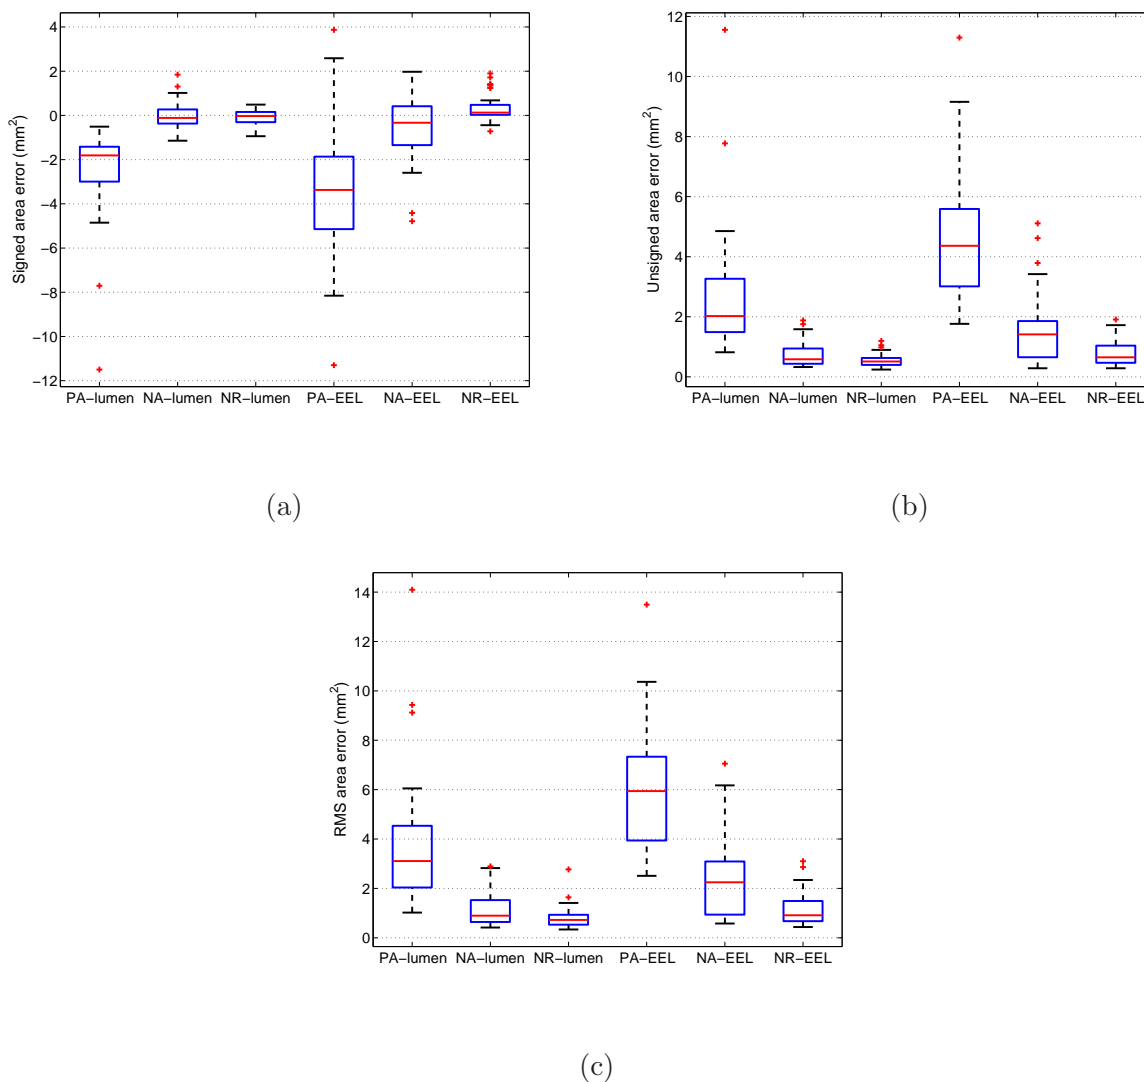 4
2
0
−2
−4
−6
−8
−10
−12
Signed area error (mm²)
PA−lumen NA−lumen NR−lumen PA−EEL NA−EEL NR−EEL
(a)
12
10
8
6
4
2
0
Unsigned area error (mm²)
PA−lumen NA−lumen NR−lumen PA−EEL NA−EEL NR−EEL
(b)
14
12
10
8
6
4
2
0
RMS area error (mm²)
PA−lumen NA−lumen NR−lumen PA−EEL NA−EEL NR−EEL
(c)